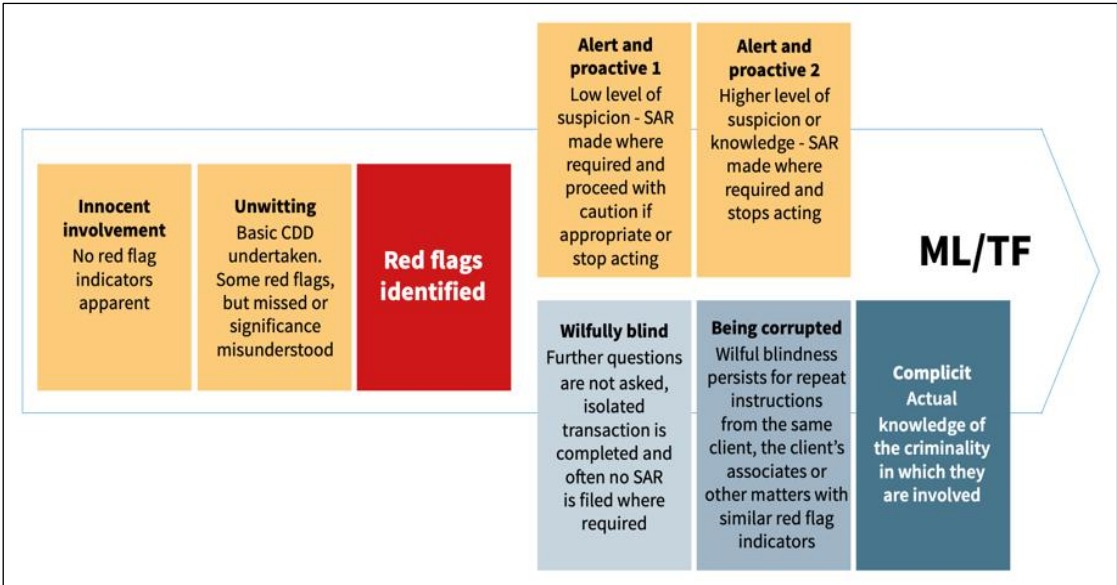 Innocent
involvement
No red flag
indicators
apparent
Unwitting
Basic CDD
undertaken.
Some red flags,
but missed or
significance
misunderstood
Red flags
identified
Alert and
proactive 1
Low level of
suspicion - SAR
made where
required and
proceed with
caution if
appropriate or
stop acting
Alert and
proactive 2
Higher level of
suspicion or
knowledge - SAR
made where
required and
stops acting
Wilfully blind
Further questions
are not asked,
isolated
transaction is
completed and
often no SAR
is filed where
required
Being corrupted
Wilful blindness
persists for repeat
instructions
from the same
client, the client’s
associates or
other matters with
similar red flag
indicators
Complicit
Actual
knowledge of
the criminality
in which they
are involved
ML/TF